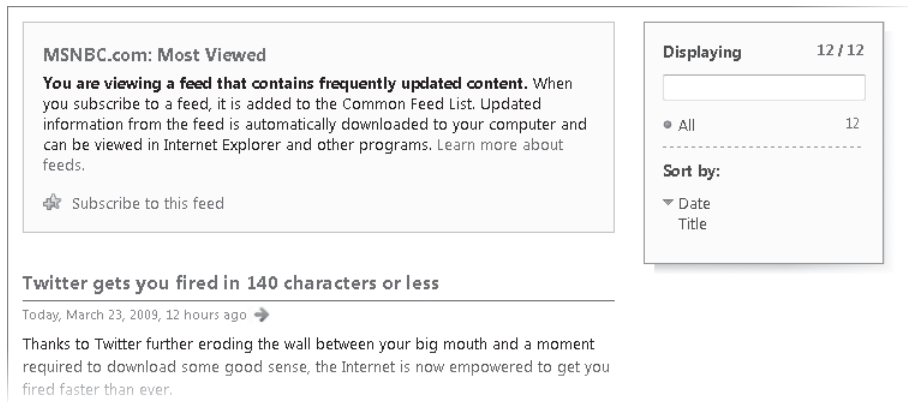 MSNBC.com: Most Viewed
You are viewing a feed that contains frequently updated content. When
you subscribe to a feed, it is added to the Common Feed List. Updated
information from the feed is automatically downloaded to your computer and
can be viewed in Internet Explorer and other programs. Learn more about
feeds.
Subscribe to this feed
Displaying 12 / 12
All 12
Sort by:
Date
Title
Twitter gets you fired in 140 characters or less
Today, March 23, 2009, 12 hours ago
Thanks to Twitter further eroding the wall between your big mouth and a moment
required to download some good sense, the Internet is now empowered to get you
fired faster than ever.